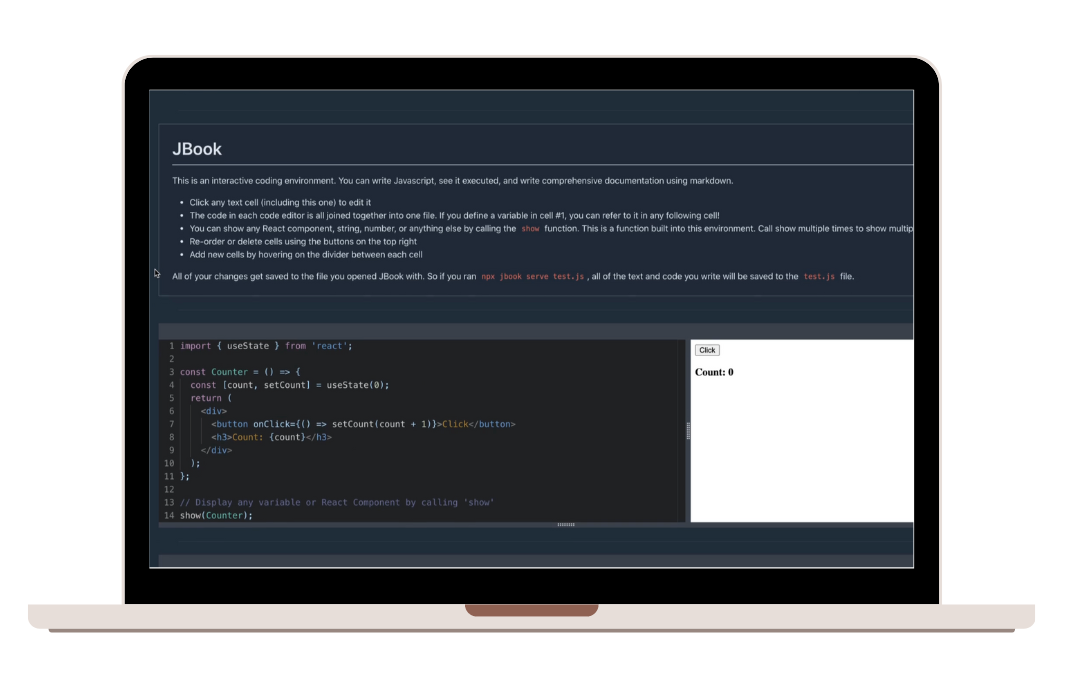 JBook
This is an interactive coding environment. You can write Javascript, see it executed, and write comprehensive documentation using markdown.
• Click any text cell (including this one) to edit it
• The code in each code editor is all joined together into one file. If you define a variable in cell #1, you can refer to it in any following cell!
• You can show any React component, string, number, or anything else by calling the show function. This is a function built into this environment. Call show multiple times to show multip
• Re-order or delete cells using the buttons on the top right
• Add new cells by hovering on the divider between each cell
All of your changes get saved to the file you opened JBook with. So if you ran npx jbook serve test.js, all of the text and code you write will be saved to the test.js file.
1 import { useState } from 'react';
2
3 const Counter = () => {
4   const [count, setCount] = useState(0);
5   return (
6     <div>
7       <button onClick={() => setCount(count + 1)}>Click</button>
8       <h3>Count: {count}</h3>
9     </div>
10   );
11 };
12
13 // Display any variable or React Component by calling 'show'
14 show(Counter);
Click
Count: 0